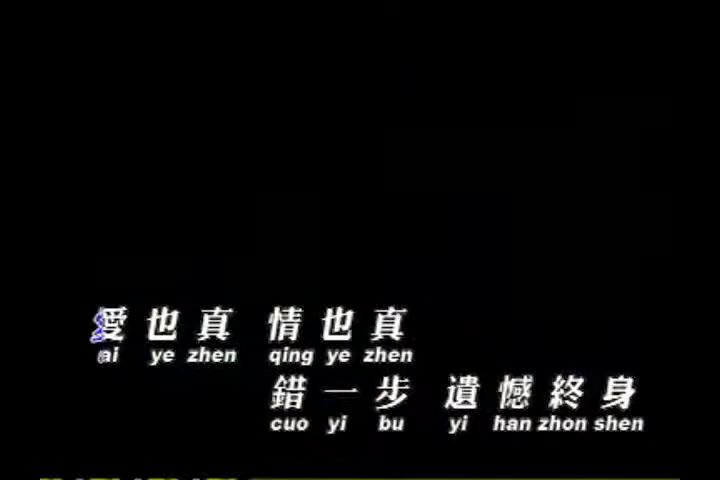 愛也真 情也真
ai ye zhen qing ye zhen
錯一步 遺憾終身
cuo yi bu yi han zhon shen